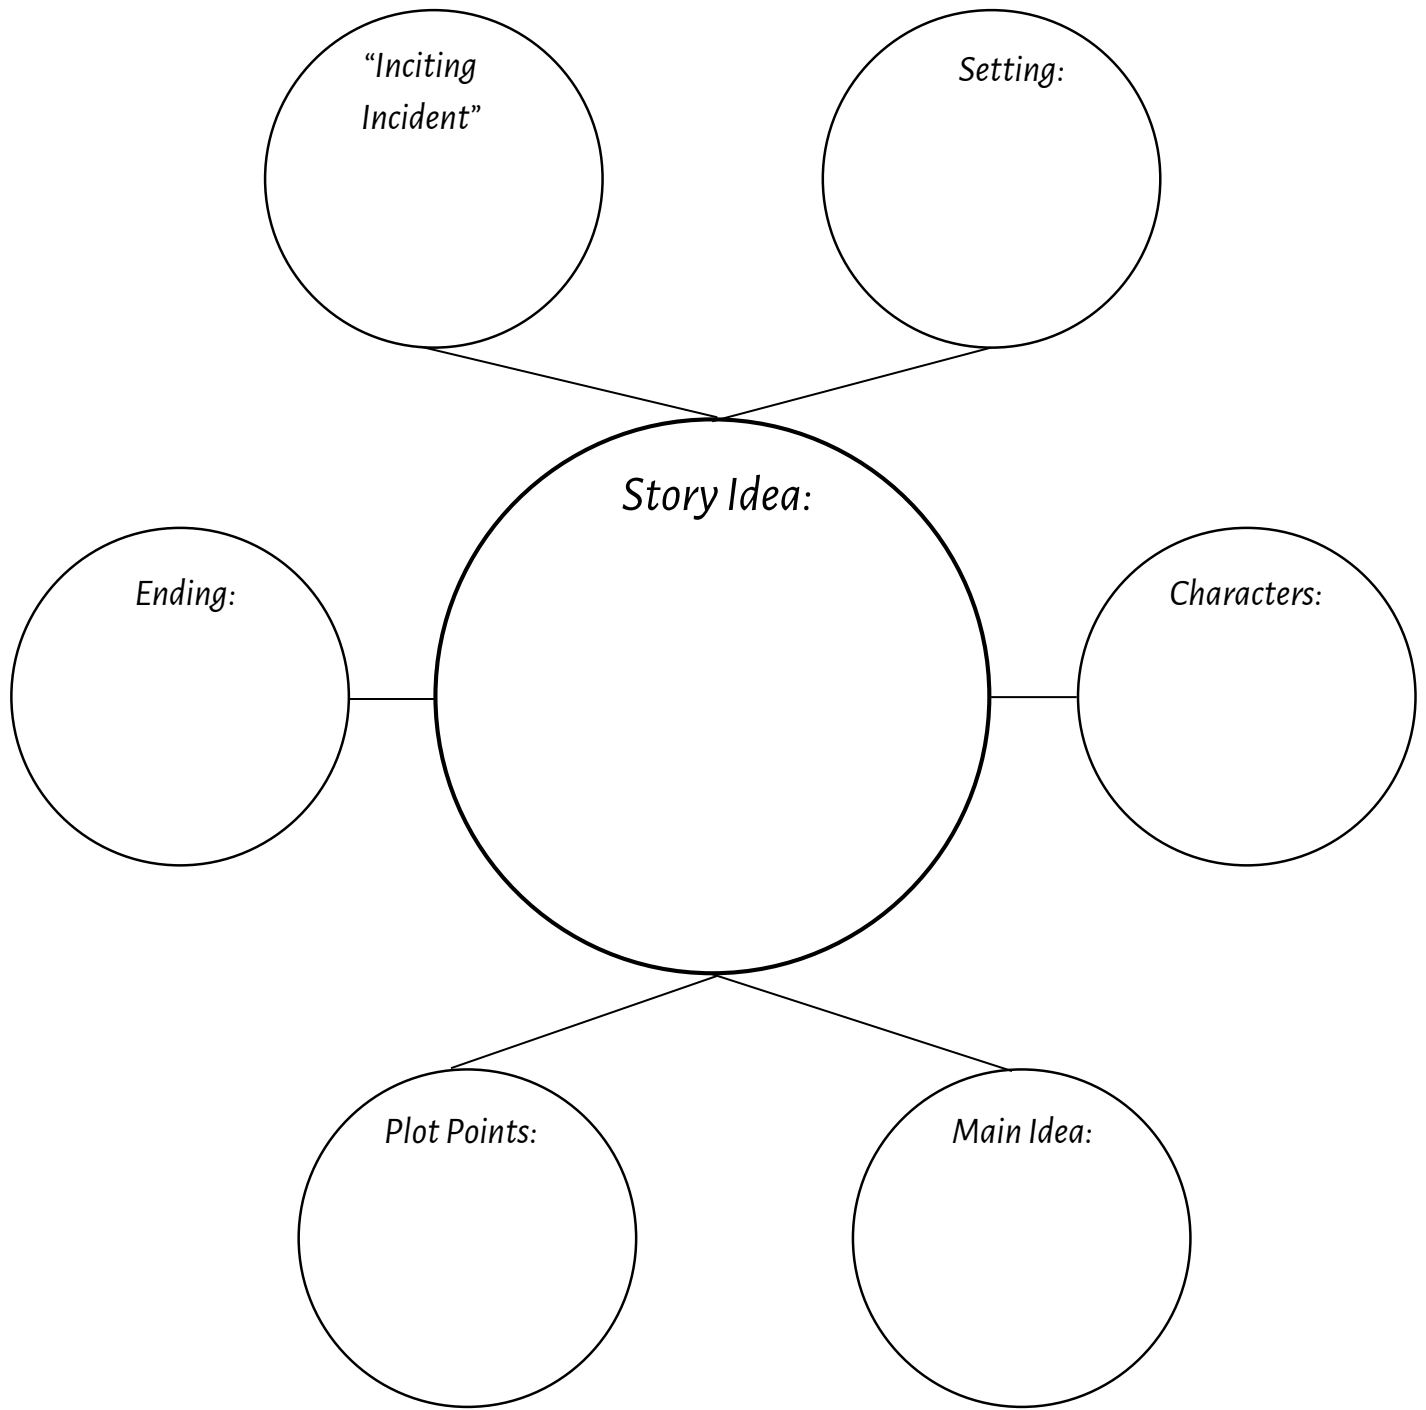 “Inciting
Incident”
Setting:
Story Idea:
Ending:
Characters:
Plot Points:
Main Idea: